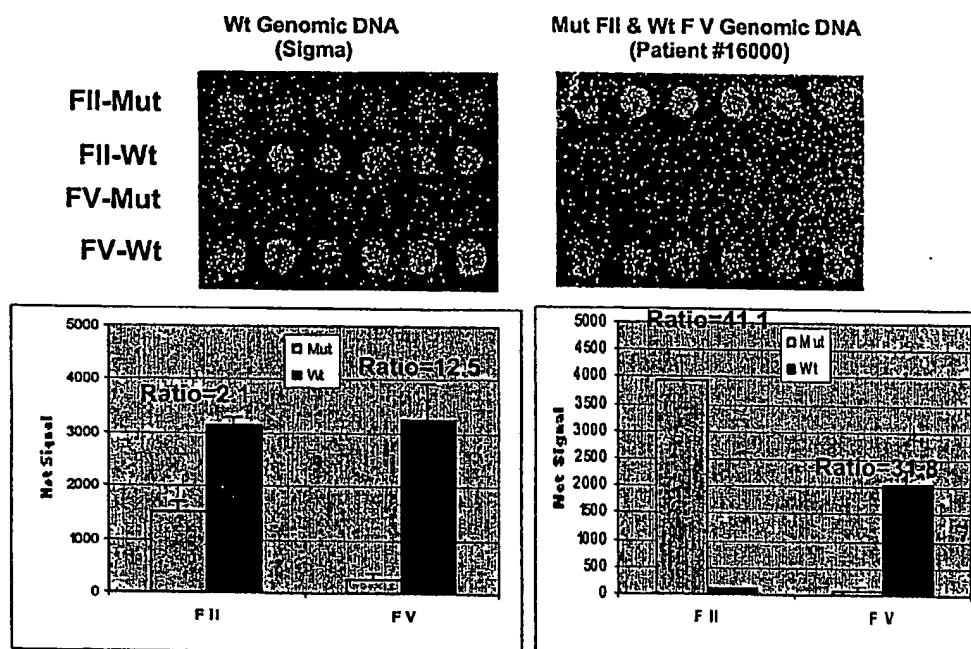 Wt Genomic DNA
(Sigma)
Mut FII & Wt F V Genomic DNA
(Patient #16000)
FII-Mut
FII-Wt
FV-Mut
FV-Wt
5000
4000
3000
2000
1000
0
Net Signal
Mut
Wt
Ratio=2.1
Ratio=12.5
F II
F V
5000
4500
4000
3500
3000
2500
2000
1500
1000
500
0
Net Signal
Ratio=41.1
Mut
Wt
Ratio=31.8
F II
F V